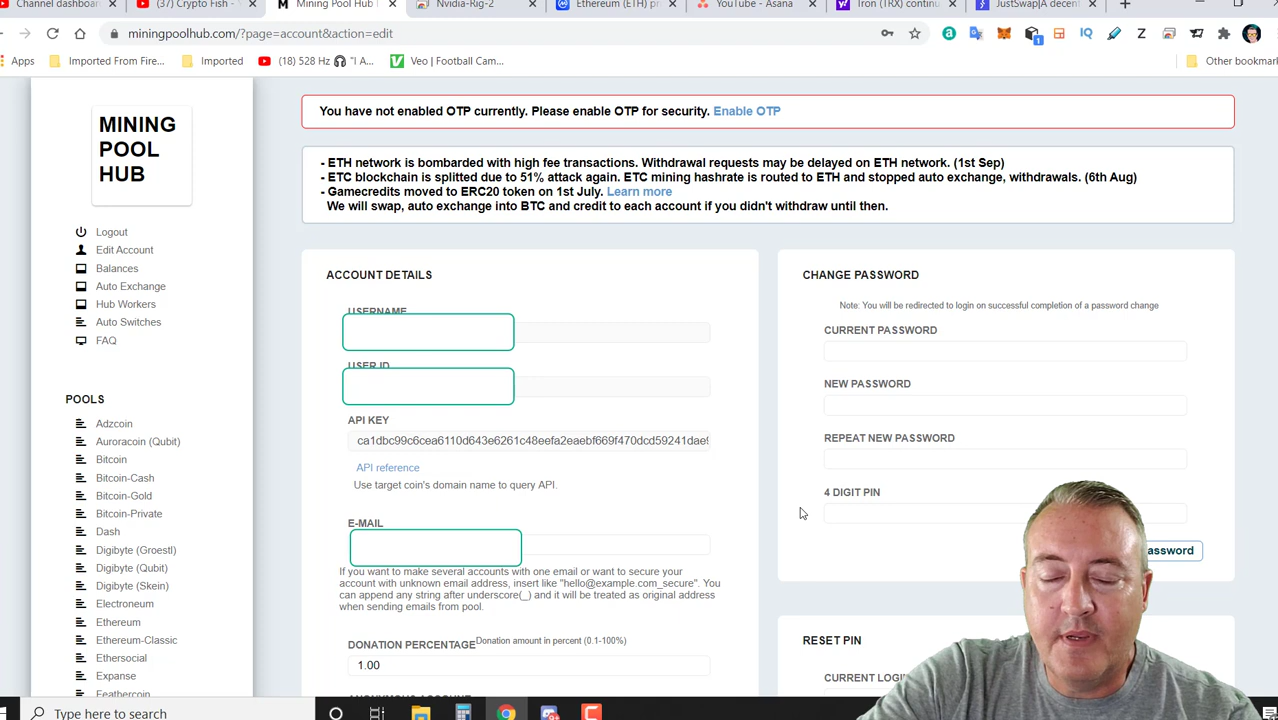 Channel dashboard
(37) Crypto Fish -
Mining Pool Hub
Nvidia-Rig-2
Ethereum (ETH) pr
YouTube - Asana
Tron (TRX) continu
JustSwap|A decent
miningpoolhub.com/?page=account&action=edit
Apps
Imported From Fire...
Imported
(18) 528 Hz "I A...
Veo | Football Cam...
Other bookmar
You have not enabled OTP currently. Please enable OTP for security. Enable OTP
- ETH network is bombarded with high fee transactions. Withdrawal requests may be delayed on ETH network. (1st Sep)
- ETC blockchain is splitted due to 51% attack again. ETC mining hashrate is routed to ETH and stopped auto exchange, withdrawals. (6th Aug)
- Gamecredits moved to ERC20 token on 1st July. Learn more
We will swap, auto exchange into BTC and credit to each account if you didn't withdraw until then.
MINING
POOL
HUB
Logout
Edit Account
Balances
Auto Exchange
Hub Workers
Auto Switches
FAQ
POOLS
Adzcoin
Auroracoin (Qubit)
Bitcoin
Bitcoin-Cash
Bitcoin-Gold
Bitcoin-Private
Dash
Digibyte (Groestl)
Digibyte (Qubit)
Digibyte (Skein)
Electroneum
Ethereum
Ethereum-Classic
Ethersocial
Expanse
Feathercoin
ACCOUNT DETAILS
USERNAME
USER ID
API KEY
ca1dbc99c6cea6110d643e6261c48eefa2eaebf669f470dcd59241dae9
API reference
Use target coin's domain name to query API.
E-MAIL
If you want to make several accounts with one email or want to secure your
account with unknown email address, insert like "hello@example.com_secure". You
can append any string after underscore(_) and it will be treated as original address
when sending emails from pool.
DONATION PERCENTAGE Donation amount in percent (0.1-100%)
1.00
ANONYMOUS ACCOUNT
CHANGE PASSWORD
Note: You will be redirected to login on successful completion of a password change
CURRENT PASSWORD
NEW PASSWORD
REPEAT NEW PASSWORD
4 DIGIT PIN
assword
RESET PIN
CURRENT LOGI
Type here to search